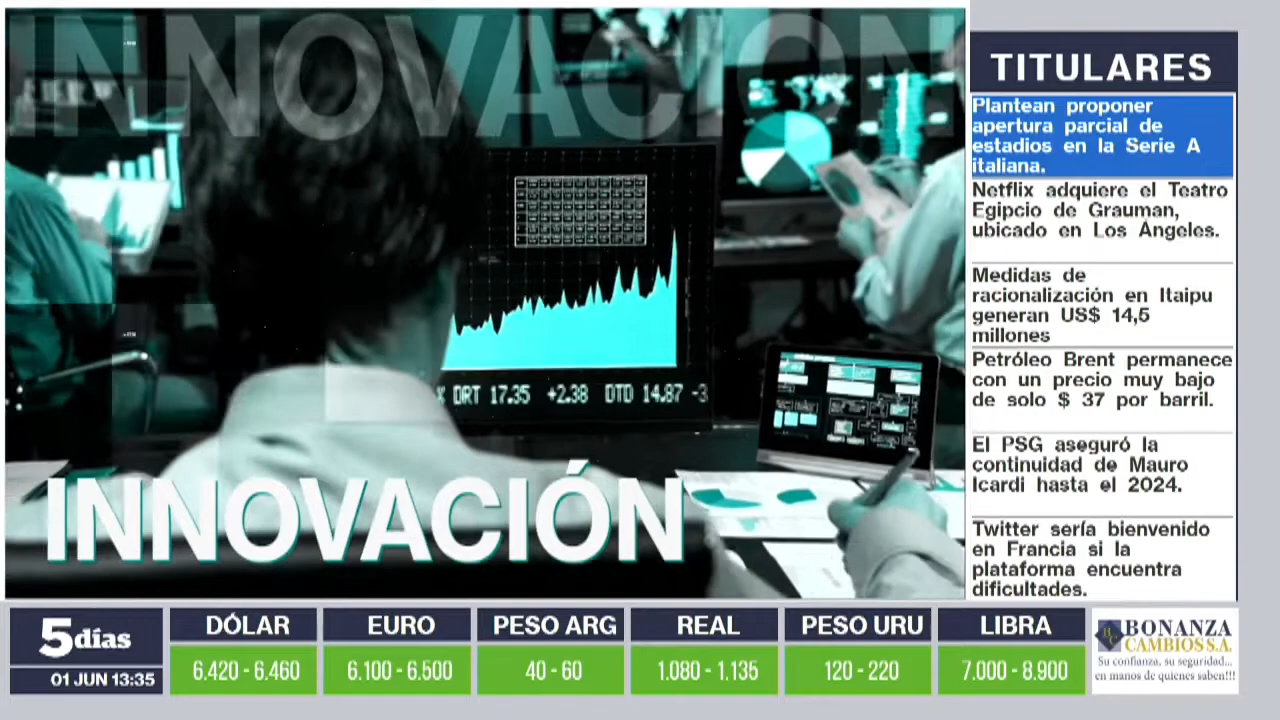 INNOVACION
INNOVACIÓN
% DRT 17.35 +2.38 DTD 14.87 -3
TITULARES
Plantean proponer
apertura parcial de
estadios en la Serie A
italiana.
Netflix adquiere el Teatro
Egipcio de Grauman,
ubicado en Los Ángeles.
Medidas de
racionalización en Itaipu
generan US$ 14,5
millones
Petróleo Brent permanece
con un precio muy bajo
de solo $ 37 por barril.
El PSG aseguró la
continuidad de Mauro
Icardi hasta el 2024.
Twitter sería bienvenido
en Francia si la
plataforma encuentra
dificultades.
5días
01 JUN 13:35
DÓLAR
6.420 - 6.460
EURO
6.100 - 6.500
PESO ARG
40 - 60
REAL
1.080 - 1.135
PESO URU
120 - 220
LIBRA
7.000 - 8.900
BONANZA
CAMBIOS S.A.
Su confianza, su seguridad...
en manos de quienes saben!!!